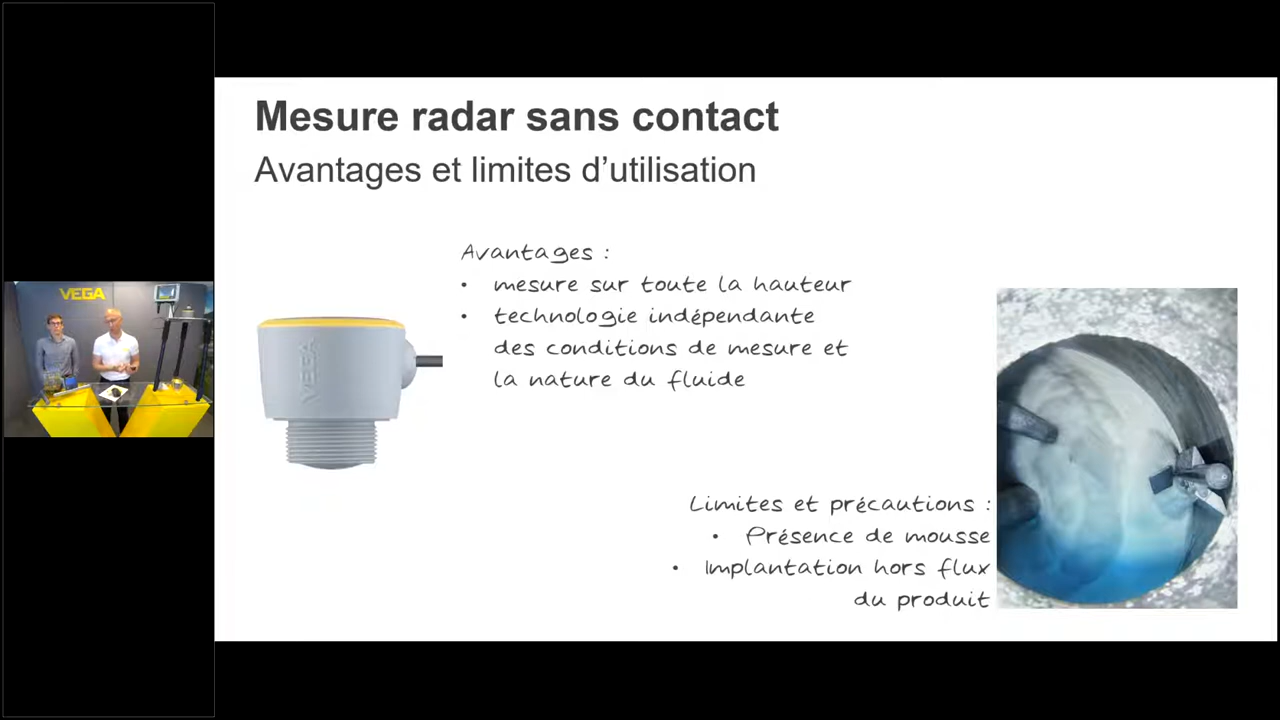 Mesure radar sans contact
Avantages et limites d’utilisation
Avantages :
• mesure sur toute la hauteur
• technologie indépendante
des conditions de mesure et
la nature du fluide
VEGA
VEGA
Limites et précautions :
• Présence de mousse
• Implantation hors flux
du produit